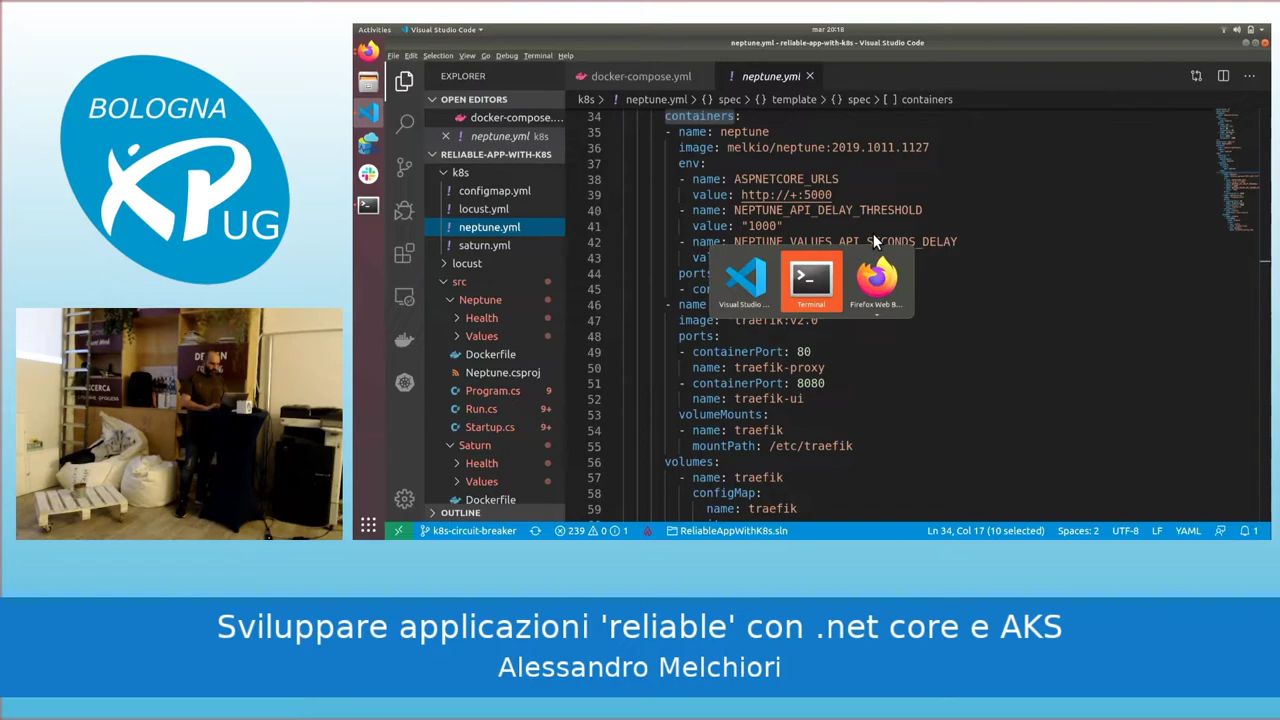 BOLOGNA
XP
UG
Activities
Visual Studio Code
mar 20:18
neptune.yml - reliable-app-with-k8s - Visual Studio Code
File Edit Selection View Go Debug Terminal Help
EXPLORER
OPEN EDITORS
docker-compose....
neptune.yml k8s
RELIABLE-APP-WITH-K8S
k8s
configmap.yml
locust.yml
neptune.yml
saturn.yml
locust
src
Neptune
Health
Values
Dockerfile
Neptune.csproj
Program.cs 9
Run.cs 9+
Startup.cs 9+
Saturn
Health
Values
Dockerfile
OUTLINE
docker-compose.yml
neptune.yml
k8s > neptune.yml > {} spec > {} template > {} spec > [ ] containers
34 containers:
35 - name: neptune
36 image: melkio/neptune:2019.1011.1127
37 env:
38 - name: ASPNETCORE_URLS
39 value: http://+:5000
40 - name: NEPTUNE_API_DELAY_THRESHOLD
41 value: "1000"
42 - name: NEPTUNE_VALUES_API_SECONDS_DELAY
43 va
44 ports
45 - co
46 - name
47 image: traefik:v2.0
48 ports:
49 - containerPort: 80
50 name: traefik-proxy
51 - containerPort: 8080
52 name: traefik-ui
53 volumeMounts:
54 - name: traefik
55 mountPath: /etc/traefik
56 volumes:
57 - name: traefik
58 configMap:
59 name: traefik
Visual Studio ...
Terminal
Firefox Web B...
k8s-circuit-breaker
239 0 1
ReliableAppWithK8s.sln
Ln 34, Col 17 (10 selected)
Spaces: 2
UTF-8
LF
YAML
1
Sviluppare applicazioni 'reliable' con .net core e AKS
Alessandro Melchiori